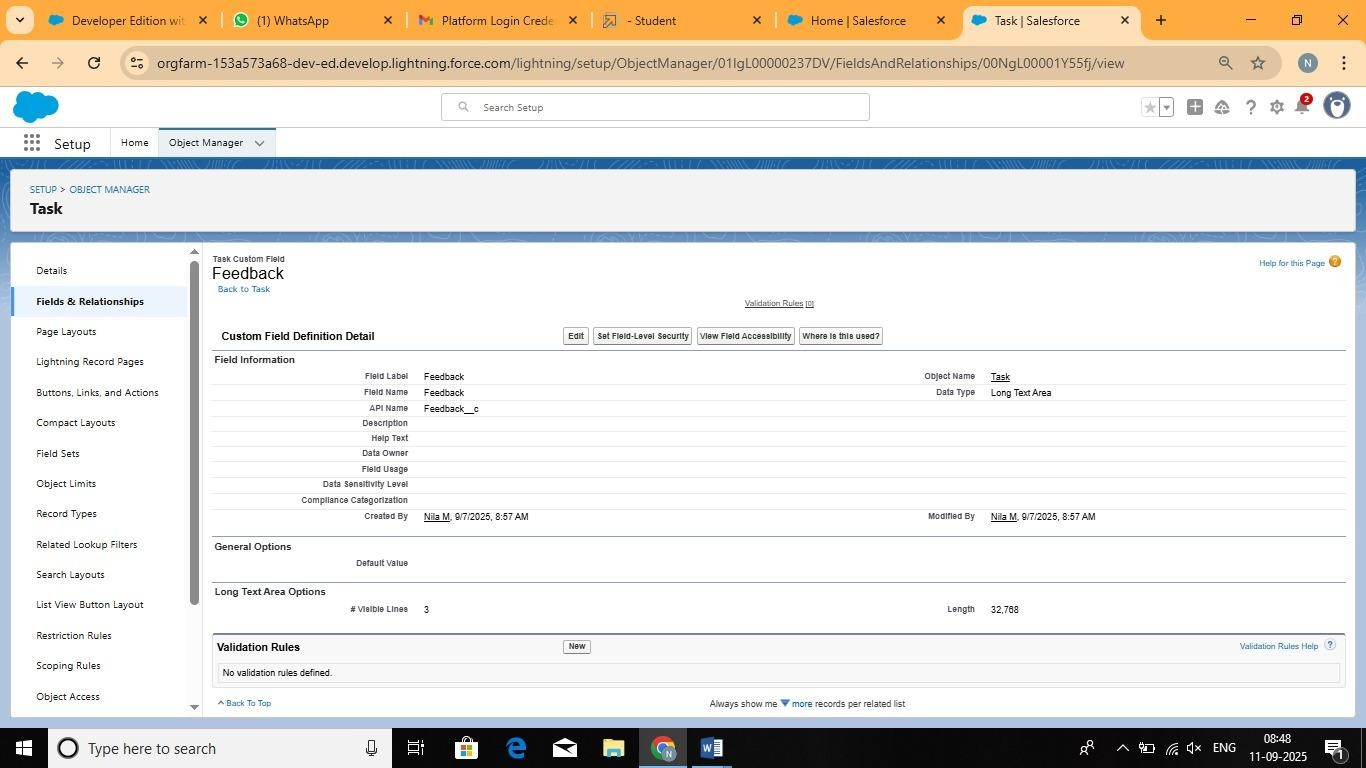 Developer Edition wit
(1) WhatsApp
Platform Login Crede
- Student
Home | Salesforce
Task | Salesforce
orgfarm-153a573a68-dev-ed.develop.lightning.force.com/lightning/setup/ObjectManager/01IgL00000237DV/FieldsAndRelationships/00NgL00001Y55fj/view
N
Search Setup
2
Setup
Home
Object Manager
SETUP > OBJECT MANAGER
Task
Details
Fields & Relationships
Page Layouts
Lightning Record Pages
Buttons, Links, and Actions
Compact Layouts
Field Sets
Object Limits
Record Types
Related Lookup Filters
Search Layouts
List View Button Layout
Restriction Rules
Scoping Rules
Object Access
Task Custom Field
Feedback
Back to Task
Help for this Page ?
Validation Rules [0]
Custom Field Definition Detail
Edit
Set Field-Level Security
View Field Accessibility
Where is this used?
Field Information
Field Label Feedback Object Name Task
Field Name Feedback Data Type Long Text Area
API Name Feedback__c
Description
Help Text
Data Owner
Field Usage
Data Sensitivity Level
Compliance Categorization
Created By Nila M, 9/7/2025, 8:57 AM Modified By Nila M, 9/7/2025, 8:57 AM
General Options
Default Value
Long Text Area Options
# Visible Lines 3 Length 32,768
Validation Rules New Validation Rules Help ?
No validation rules defined.
^ Back To Top
Always show me more records per related list
Type here to search
ENG
08:48
11-09-2025
1